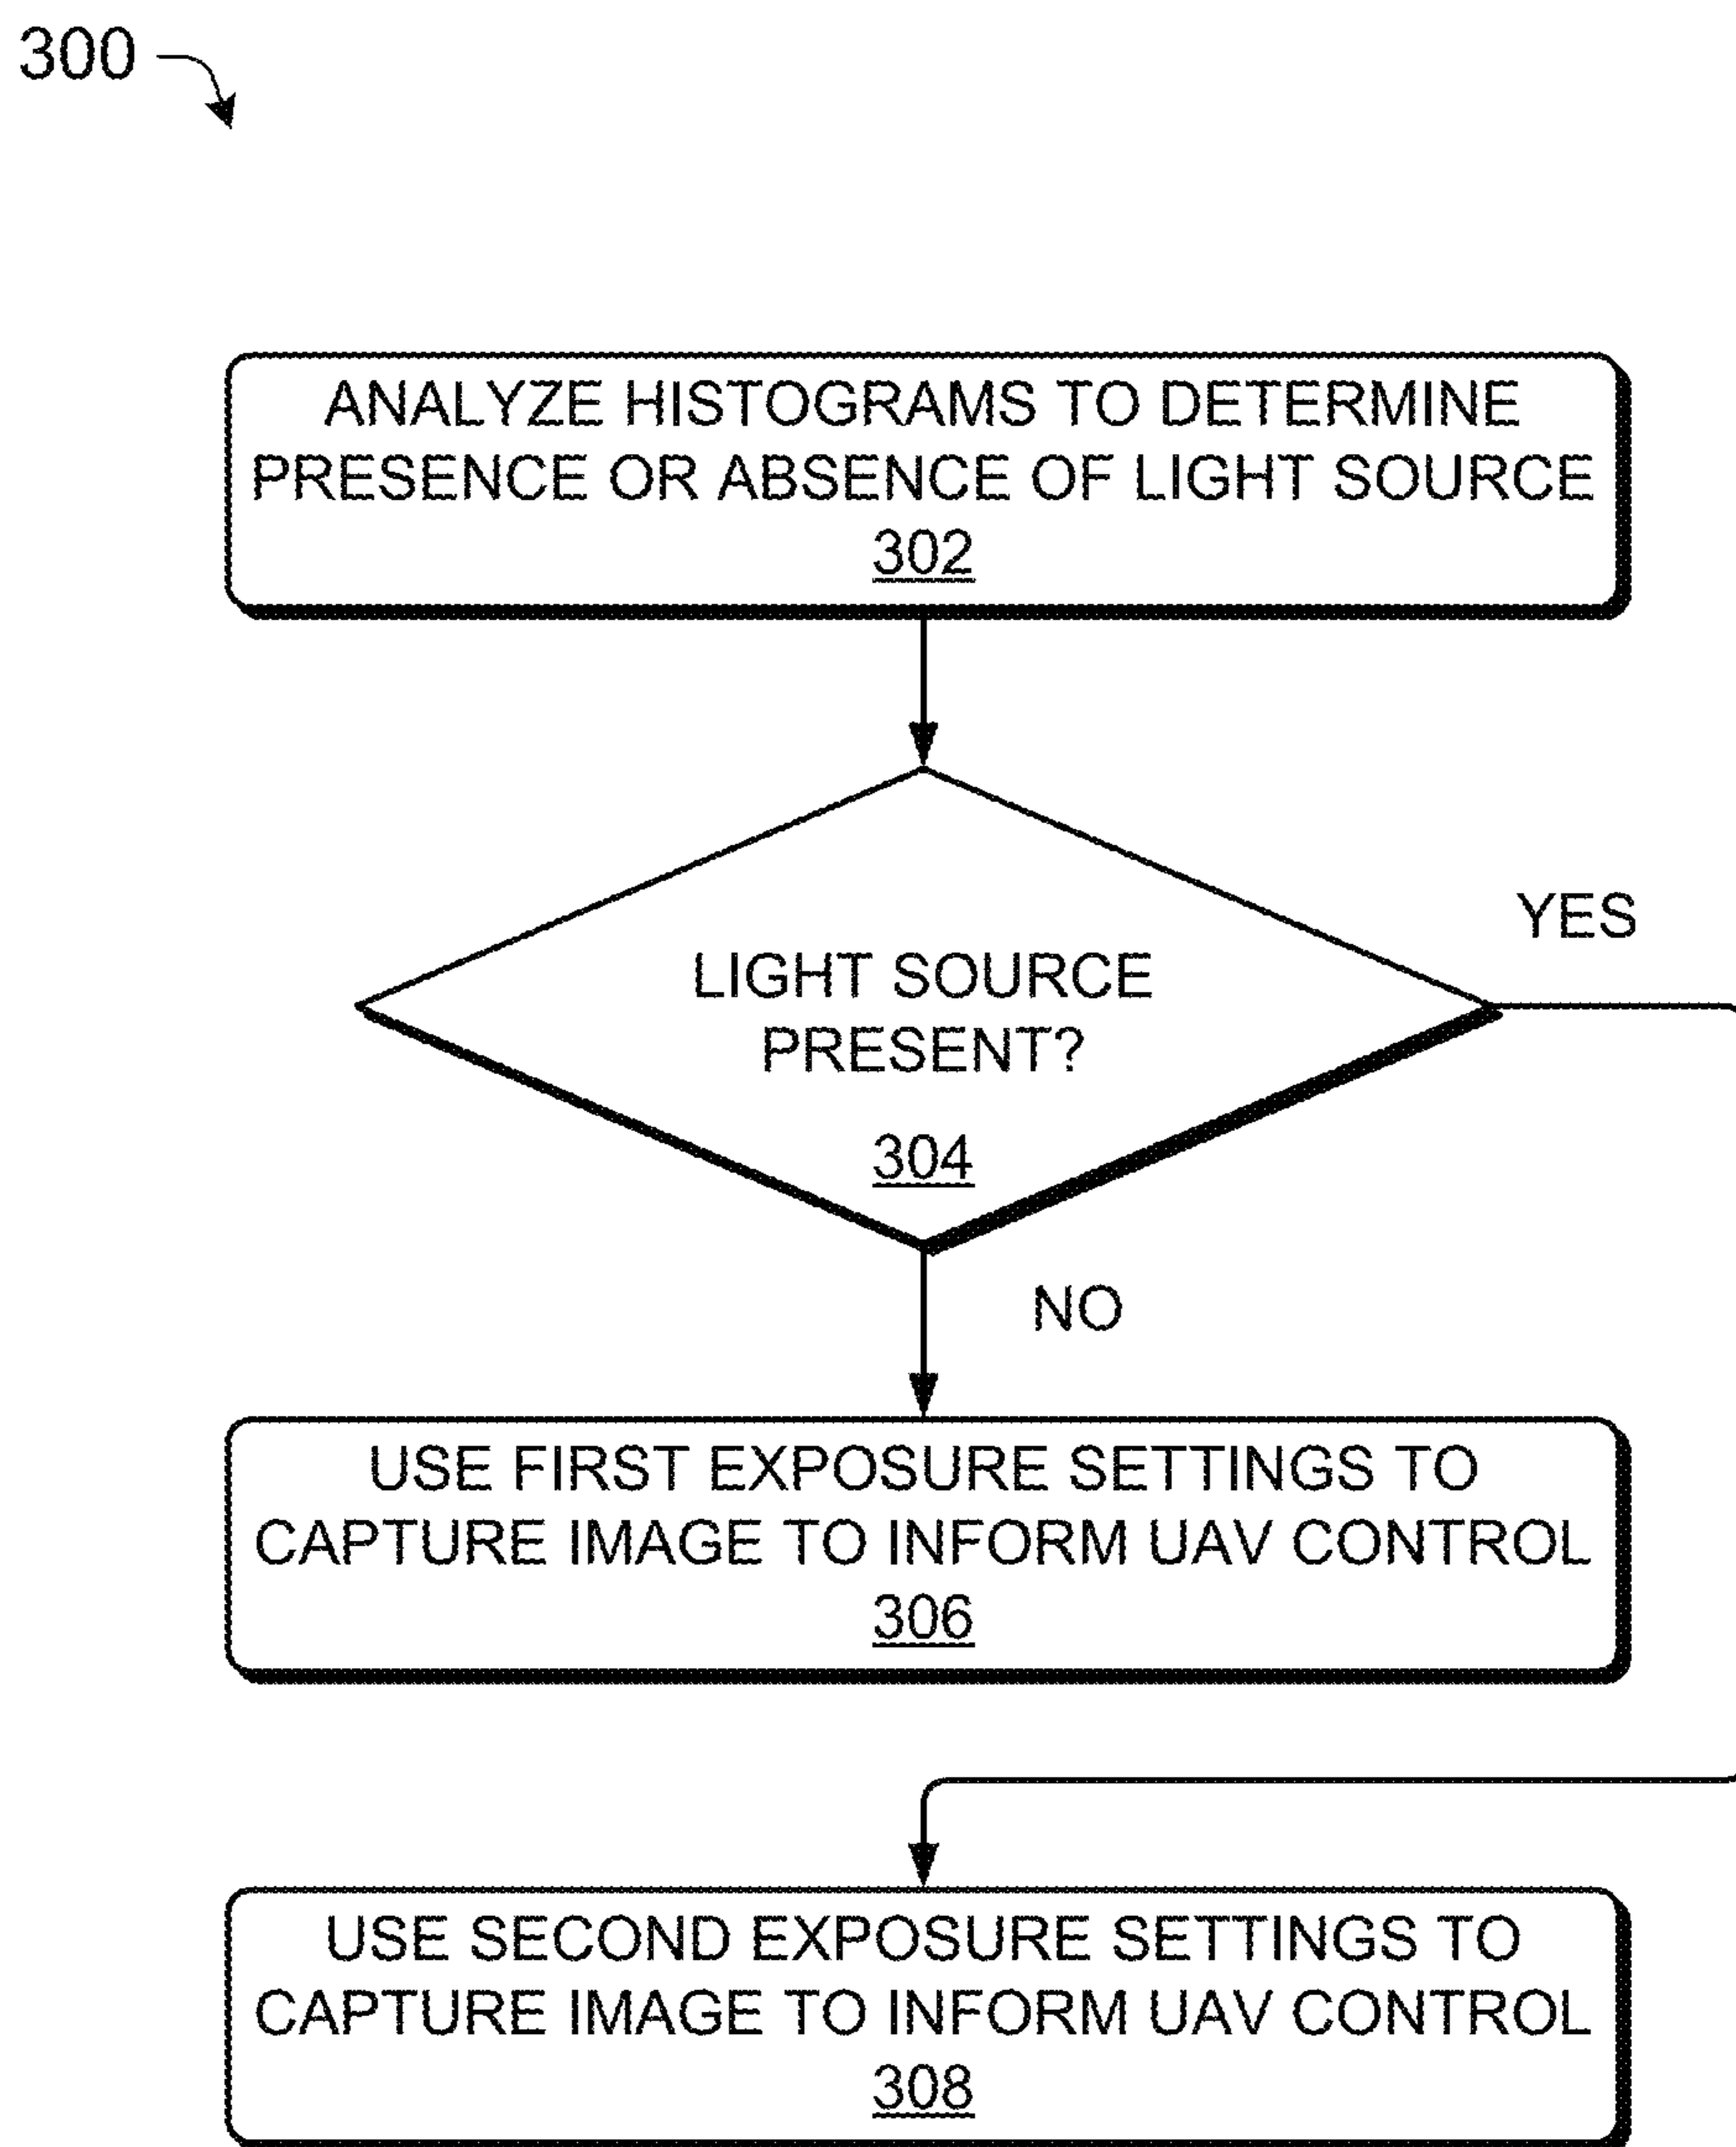 300
ANALYZE HISTOGRAMS TO DETERMINE
PRESENCE OR ABSENCE OF LIGHT SOURCE
302
YES
LIGHT SOURCE
PRESENT?
304
NO
USE FIRST EXPOSURE SETTINGS TO
CAPTURE IMAGE TO INFORM UAV CONTROL
306
USE SECOND EXPOSURE SETTINGS TO
CAPTURE IMAGE TO INFORM UAV CONTROL
308